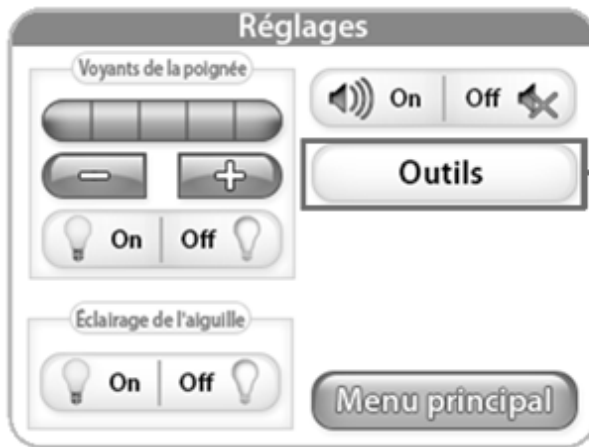 Réglages
Voyants de la poignée
On Off
Outils
On Off
Éclairage de l'aiguille
On Off
Menu principal